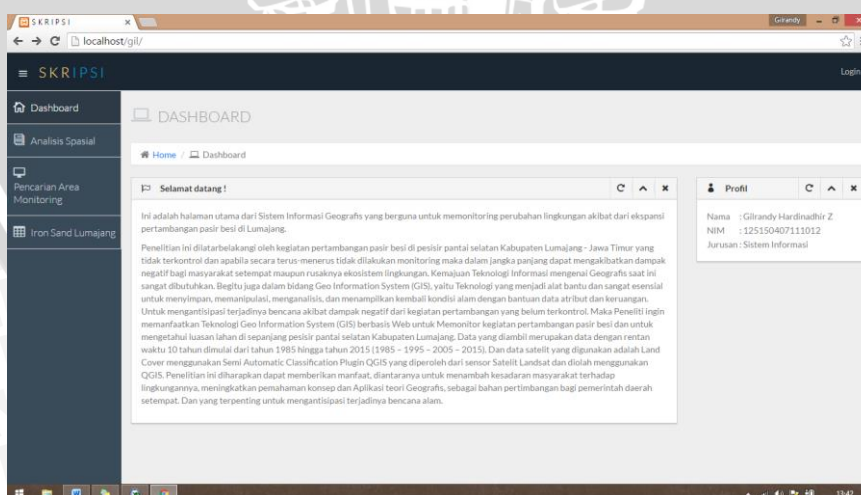 SKRIPSI
Gilrandy
localhost/gil/
SKRIPSI
Login
Dashboard
Analisis Spasial
Pencarian Area
Monitoring
Iron Sand Lumajang
DASHBOARD
Home / Dashboard
Selamat datang !
Ini adalah halaman utama dari Sistem Informasi Geografis yang berguna untuk memonitoring perubahan lingkungan akibat dari ekspansi
pertambangan pasir besi di Lumajang.
Penelitian ini dilatarbelakangi oleh kegiatan pertambangan pasir besi di pesisir pantai selatan Kabupaten Lumajang - Jawa Timur yang
tidak terkontrol dan apabila secara terus-menerus tidak dilakukan monitoring maka dalam jangka panjang dapat mengakibatkan dampak
negatif bagi masyarakat setempat maupun rusaknya ekosistem lingkungan. Kemajuan Teknologi Informasi mengenai Geografis saat ini
sangat dibutuhkan. Begitu juga dalam bidang Geo Information System (GIS), yaitu Teknologi yang menjadi alat bantu dan sangat esensial
untuk menyimpan, memanipulasi, menganalisis, dan menampilkan kembali kondisi alam dengan bantuan data atribut dan keruangan.
Untuk mengantisipasi terjadinya bencana akibat dampak negatif dari kegiatan pertambangan yang belum terkontrol. Maka Peneliti ingin
memanfaatkan Teknologi Geo Information System (GIS) berbasis Web untuk Memonitor kegiatan pertambangan pasir besi dan untuk
mengetahui luasan lahan di sepanjang pesisir pantai selatan Kabupaten Lumajang. Data yang diambil merupakan data dengan rentan
waktu 10 tahun dimulai dari tahun 1985 hingga tahun 2015 (1985 – 1995 – 2005 – 2015). Dan data satelit yang digunakan adalah Land
Cover menggunakan Semi Automatic Classification Plugin QGIS yang diperoleh dari sensor Satelit Landsat dan diolah menggunakan
QGIS. Penelitian ini diharapkan dapat memberikan manfaat, diantaranya untuk menambah kesadaran masyarakat terhadap
lingkungannya, meningkatkan pemahaman konsep dan Aplikasi teori Geografis, sebagai bahan pertimbangan bagi pemerintah daerah
setempat. Dan yang terpenting untuk mengantisipasi terjadinya bencana alam.
Profil
Nama : Gilrandy Hardinadhir Z
NIM : 125150407111012
Jurusan : Sistem Informasi
13:42